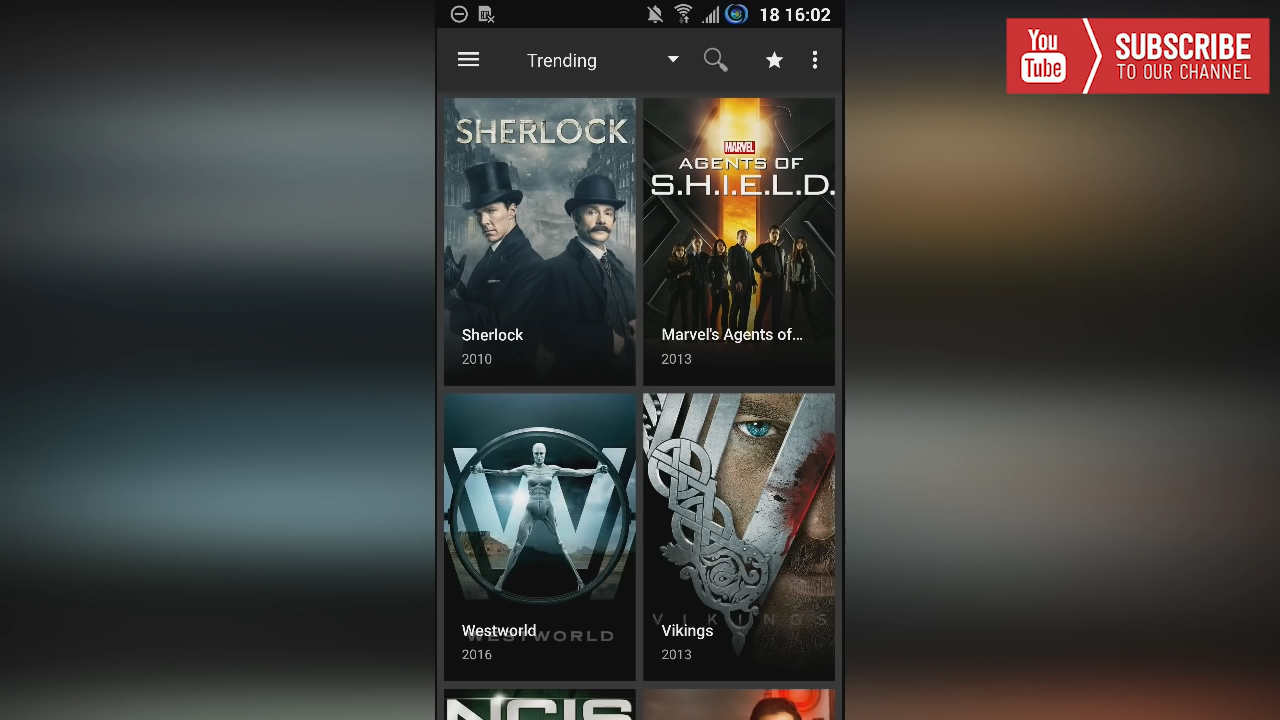 18 16:02
You
Tube
SUBSCRIBE
TO OUR CHANNEL
Trending
SHERLOCK
Sherlock
2010
MARVEL
AGENTS OF
S.H.I.E.L.D.
Marvel's Agents of...
2013
WESTWORLD
Westworld
2016
VIKINGS
Vikings
2013
NCIS